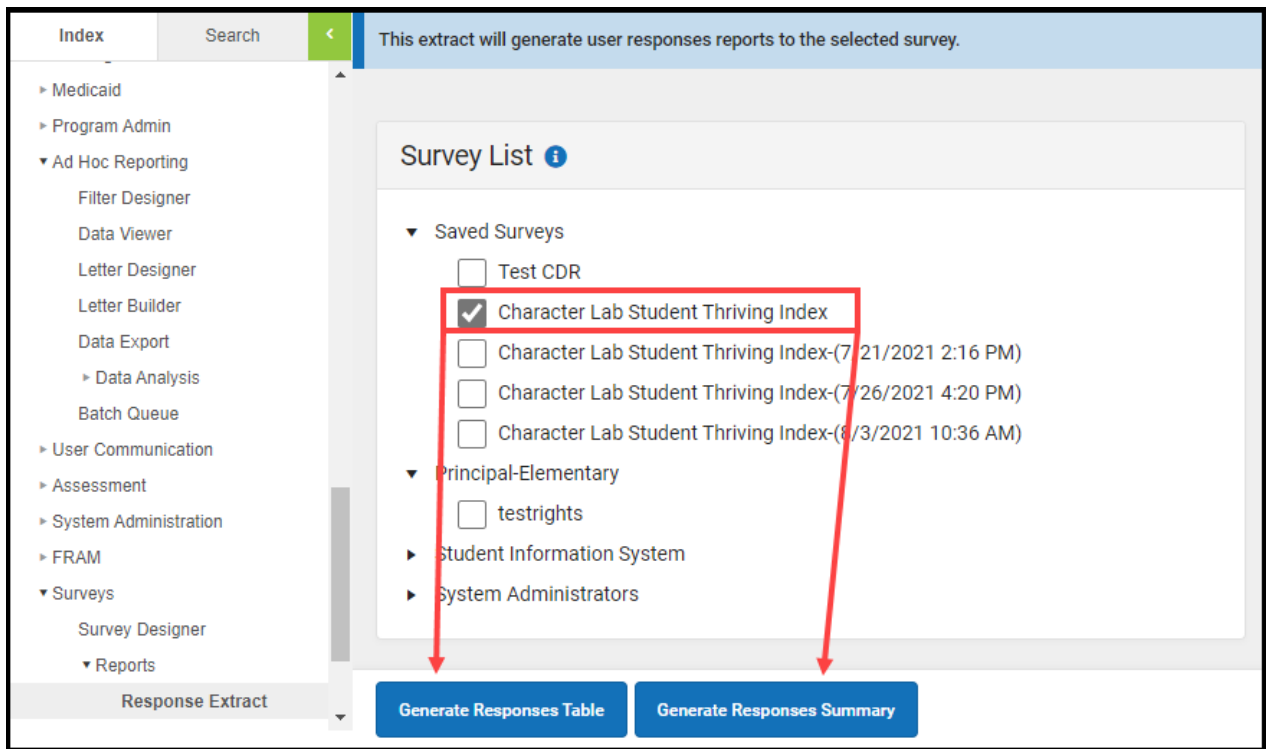 Index
Search
Medicaid
Program Admin
Ad Hoc Reporting
Filter Designer
Data Viewer
Letter Designer
Letter Builder
Data Export
Data Analysis
Batch Queue
User Communication
Assessment
System Administration
FRAM
Surveys
Survey Designer
Reports
Response Extract
This extract will generate user responses reports to the selected survey.
Survey List
Saved Surveys
Test CDR
Character Lab Student Thriving Index
Character Lab Student Thriving Index-(7/21/2021 2:16 PM)
Character Lab Student Thriving Index-(7/26/2021 4:20 PM)
Character Lab Student Thriving Index-(8/3/2021 10:36 AM)
Principal-Elementary
testrights
Student Information System
System Administrators
Generate Responses Table
Generate Responses Summary